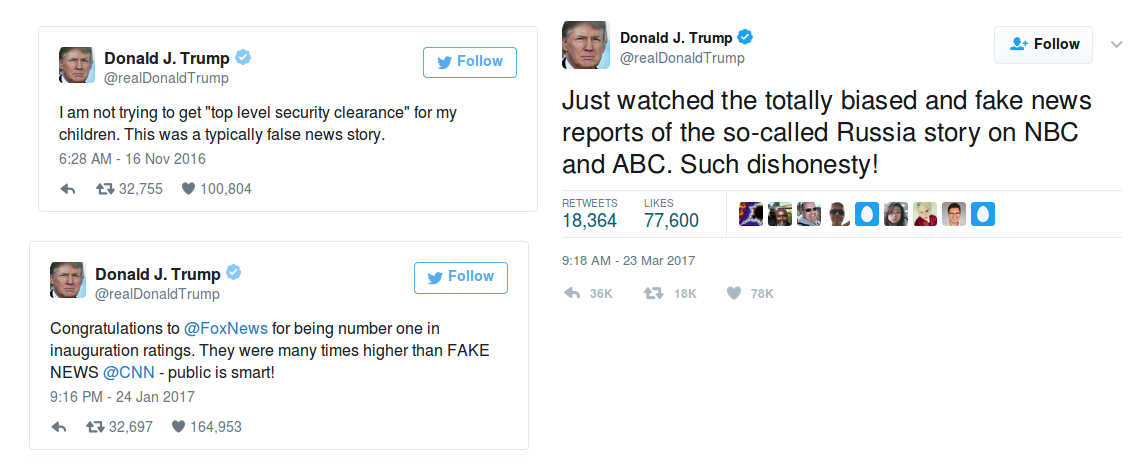 Donald J. Trump
@realDonaldTrump
Follow
I am not trying to get "top level security clearance" for my
children. This was a typically false news story.
6:28 AM - 16 Nov 2016
32,755 100,804
Donald J. Trump
@realDonaldTrump
Follow
Congratulations to @FoxNews for being number one in
inauguration ratings. They were many times higher than FAKE
NEWS @CNN - public is smart!
9:16 PM - 24 Jan 2017
32,697 164,953
Donald J. Trump
@realDonaldTrump
Follow
Just watched the totally biased and fake news
reports of the so-called Russia story on NBC
and ABC. Such dishonesty!
RETWEETS LIKES
18,364 77,600
9:18 AM - 23 Mar 2017
36K 18K 78K